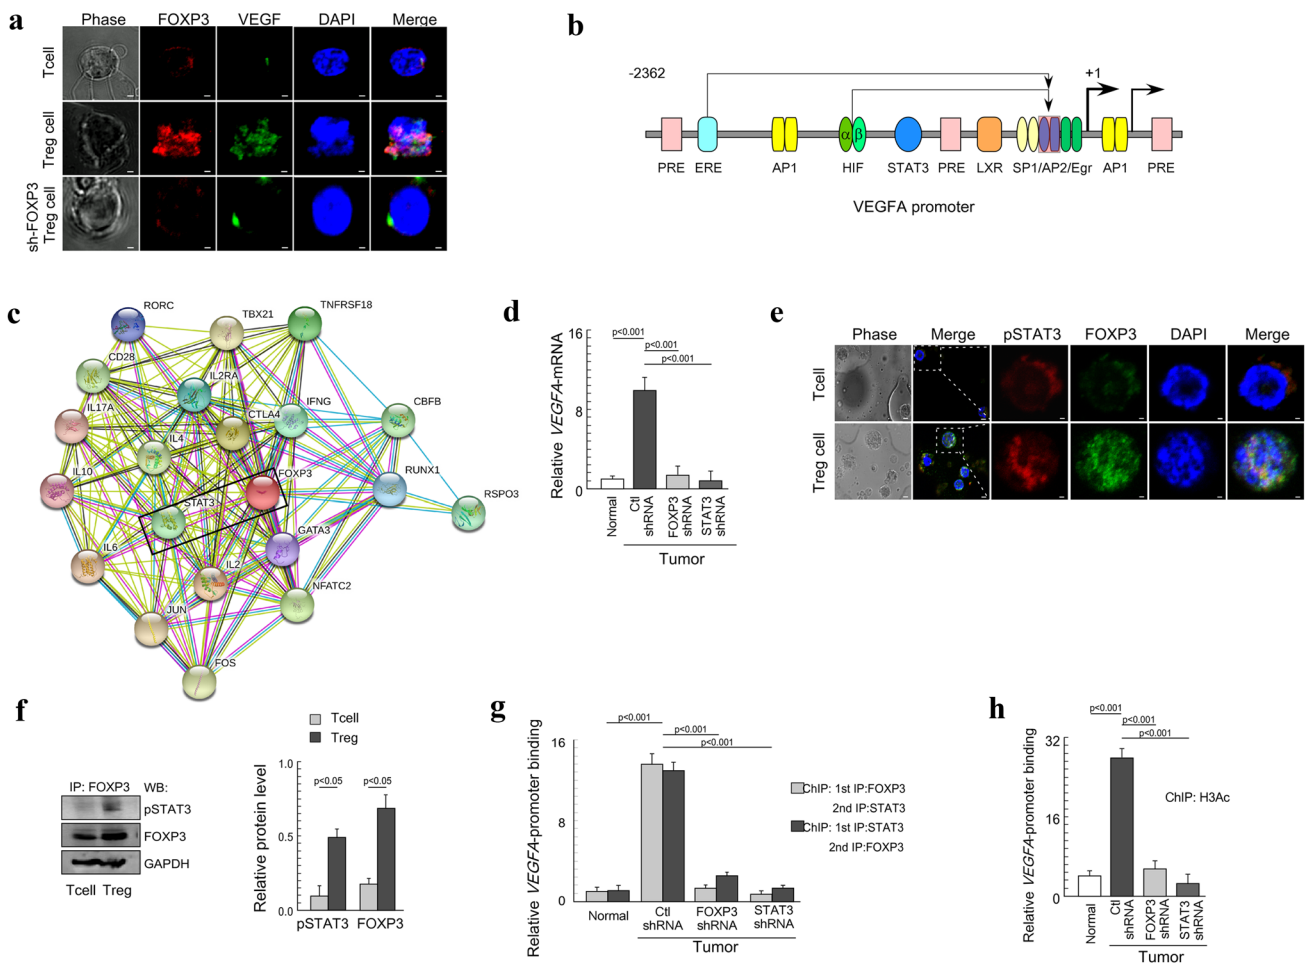 a
Phase FOXP3 VEGF DAPI Merge
Tcell
Treg cell
sh-FOXP3
Treg cell
b
-2362
+1
α β
PRE ERE AP1 HIF STAT3 PRE LXR SP1/AP2/Egr AP1 PRE
VEGFA promoter
c
RORC
TBX21
TNFRSF18
CD28
IL2RA
IL17A
CTLA4
IFNG
CBFB
IL4
IL10
FOXP3
RUNX1
STAT3
RSPO3
GATA3
IL6
IL2
NFATC2
JUN
FOS
d
Relative VEGFA-mRNA
16
8
0
p<0.001
p<0.001
p<0.001
Normal
Ctl
shRNA
FOXP3
shRNA
STAT3
shRNA
Tumor
e
Phase Merge pSTAT3 FOXP3 DAPI Merge
Tcell
Treg cell
f
IP: FOXP3 WB:
pSTAT3
FOXP3
GAPDH
Tcell Treg
Tcell
Treg
Relative protein level
1.0
0.5
0.0
p<0.05 p<0.05
pSTAT3 FOXP3
g
Relative VEGFA-promoter binding
16
8
0
p<0.001
p<0.001
p<0.001
Normal
Ctl
shRNA
FOXP3
shRNA
STAT3
shRNA
Tumor
ChIP: 1st IP:FOXP3
2nd IP:STAT3
ChIP: 1st IP:STAT3
2nd IP:FOXP3
h
Relative VEGFA-promoter binding
32
16
0
p<0.001
p<0.001
p<0.001
ChIP: H3Ac
Normal
Ctl
shRNA
FOXP3
shRNA
STAT3
shRNA
Tumor